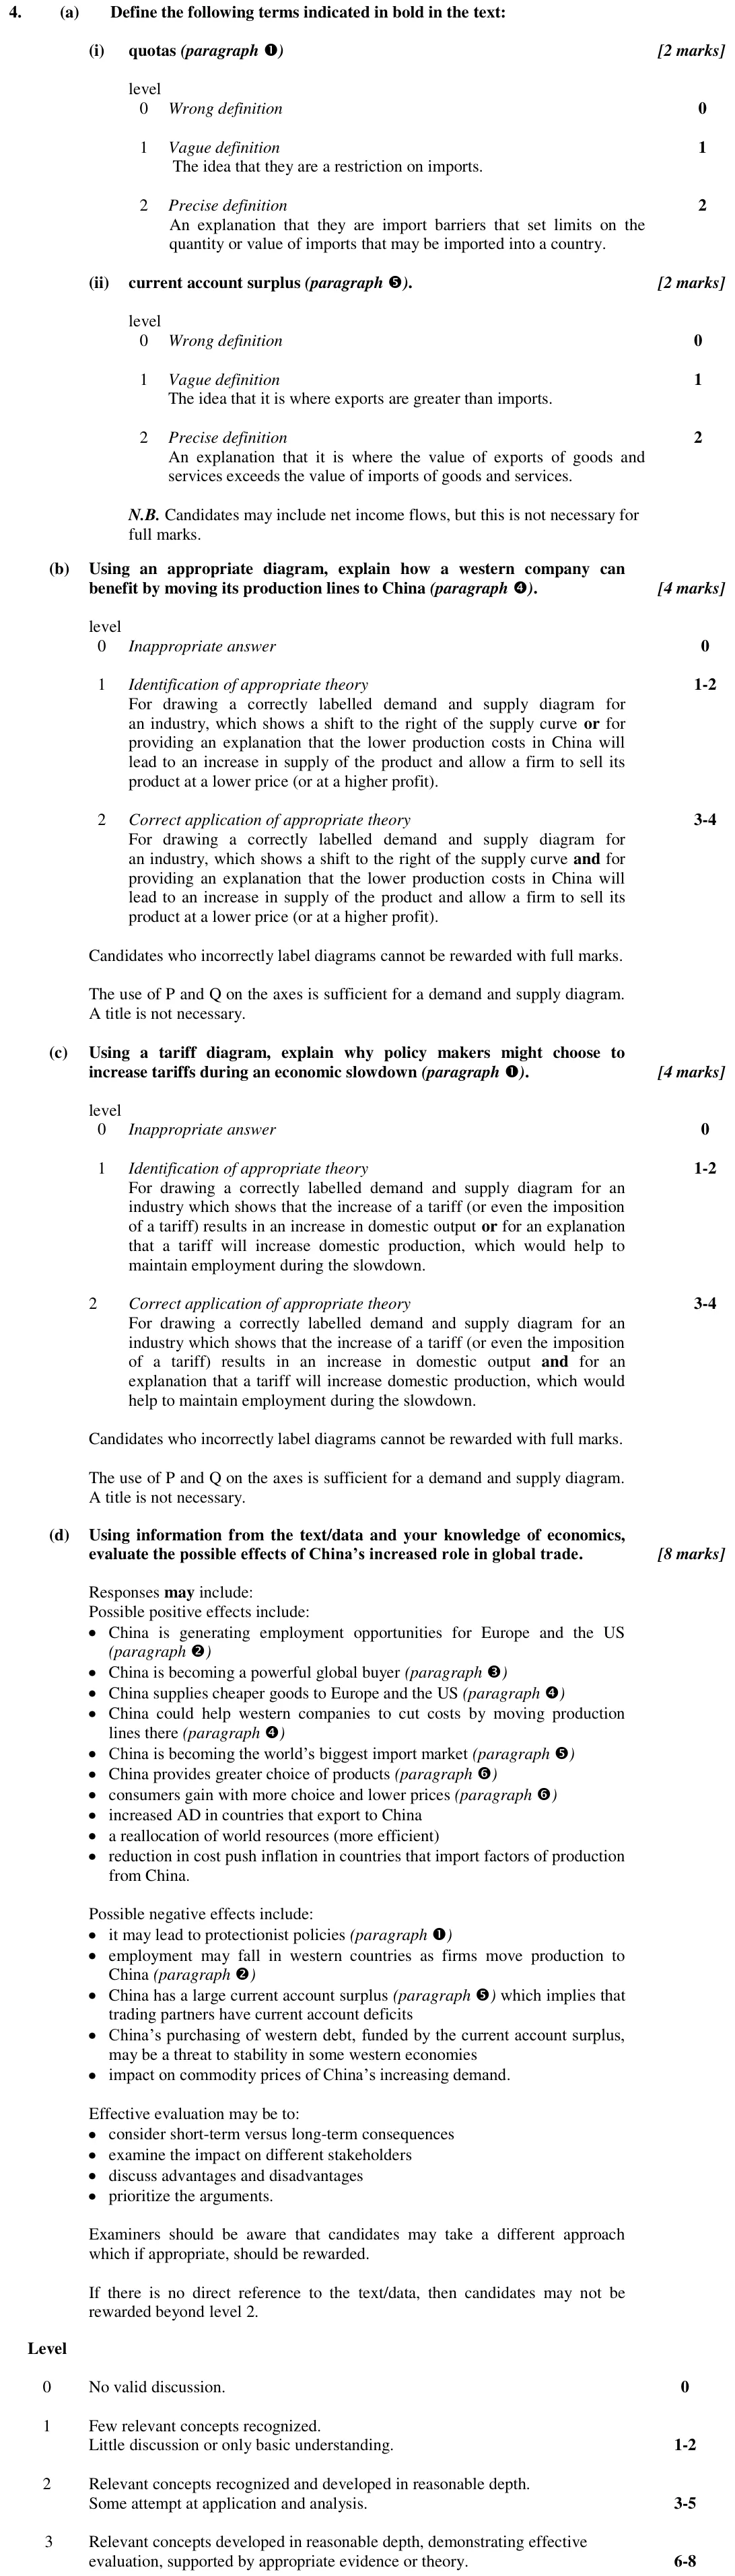 4. (a) Define the following terms indicated in bold in the text:
(i) quotas (paragraph ❶) [2 marks]
level
0 Wrong definition 0
1 Vague definition 1
The idea that they are a restriction on imports.
2 Precise definition 2
An explanation that they are import barriers that set limits on the
quantity or value of imports that may be imported into a country.
(ii) current account surplus (paragraph ❺). [2 marks]
level
0 Wrong definition 0
1 Vague definition 1
The idea that it is where exports are greater than imports.
2 Precise definition 2
An explanation that it is where the value of exports of goods and
services exceeds the value of imports of goods and services.
N.B. Candidates may include net income flows, but this is not necessary for
full marks.
(b) Using an appropriate diagram, explain how a western company can
benefit by moving its production lines to China (paragraph ❹). [4 marks]
level
0 Inappropriate answer 0
1 Identification of appropriate theory 1-2
For drawing a correctly labelled demand and supply diagram for
an industry, which shows a shift to the right of the supply curve or for
providing an explanation that the lower production costs in China will
lead to an increase in supply of the product and allow a firm to sell its
product at a lower price (or at a higher profit).
2 Correct application of appropriate theory 3-4
For drawing a correctly labelled demand and supply diagram for
an industry, which shows a shift to the right of the supply curve and for
providing an explanation that the lower production costs in China will
lead to an increase in supply of the product and allow a firm to sell its
product at a lower price (or at a higher profit).
Candidates who incorrectly label diagrams cannot be rewarded with full marks.
The use of P and Q on the axes is sufficient for a demand and supply diagram.
A title is not necessary.
(c) Using a tariff diagram, explain why policy makers might choose to
increase tariffs during an economic slowdown (paragraph ❶). [4 marks]
level
0 Inappropriate answer 0
1 Identification of appropriate theory 1-2
For drawing a correctly labelled demand and supply diagram for an
industry which shows that the increase of a tariff (or even the imposition
of a tariff) results in an increase in domestic output or for an explanation
that a tariff will increase domestic production, which would help to
maintain employment during the slowdown.
2 Correct application of appropriate theory 3-4
For drawing a correctly labelled demand and supply diagram for an
industry which shows that the increase of a tariff (or even the imposition
of a tariff) results in an increase in domestic output and for an
explanation that a tariff will increase domestic production, which would
help to maintain employment during the slowdown.
Candidates who incorrectly label diagrams cannot be rewarded with full marks.
The use of P and Q on the axes is sufficient for a demand and supply diagram.
A title is not necessary.
(d) Using information from the text/data and your knowledge of economics,
evaluate the possible effects of China's increased role in global trade. [8 marks]
Responses may include:
Possible positive effects include:
• China is generating employment opportunities for Europe and the US
(paragraph ❷)
• China is becoming a powerful global buyer (paragraph ❸)
• China supplies cheaper goods to Europe and the US (paragraph ❹)
• China could help western companies to cut costs by moving production
lines there (paragraph ❹)
• China is becoming the world's biggest import market (paragraph ❺)
• China provides greater choice of products (paragraph ❻)
• consumers gain with more choice and lower prices (paragraph ❻)
• increased AD in countries that export to China
• a reallocation of world resources (more efficient)
• reduction in cost push inflation in countries that import factors of production
from China.
Possible negative effects include:
• it may lead to protectionist policies (paragraph ❶)
• employment may fall in western countries as firms move production to
China (paragraph ❷)
• China has a large current account surplus (paragraph ❺) which implies that
trading partners have current account deficits
• China's purchasing of western debt, funded by the current account surplus,
may be a threat to stability in some western economies
• impact on commodity prices of China's increasing demand.
Effective evaluation may be to:
• consider short-term versus long-term consequences
• examine the impact on different stakeholders
• discuss advantages and disadvantages
• prioritize the arguments.
Examiners should be aware that candidates may take a different approach
which if appropriate, should be rewarded.
If there is no direct reference to the text/data, then candidates may not be
rewarded beyond level 2.
Level
0 No valid discussion. 0
1 Few relevant concepts recognized.
Little discussion or only basic understanding. 1-2
2 Relevant concepts recognized and developed in reasonable depth.
Some attempt at application and analysis. 3-5
3 Relevant concepts developed in reasonable depth, demonstrating effective
evaluation, supported by appropriate evidence or theory. 6-8